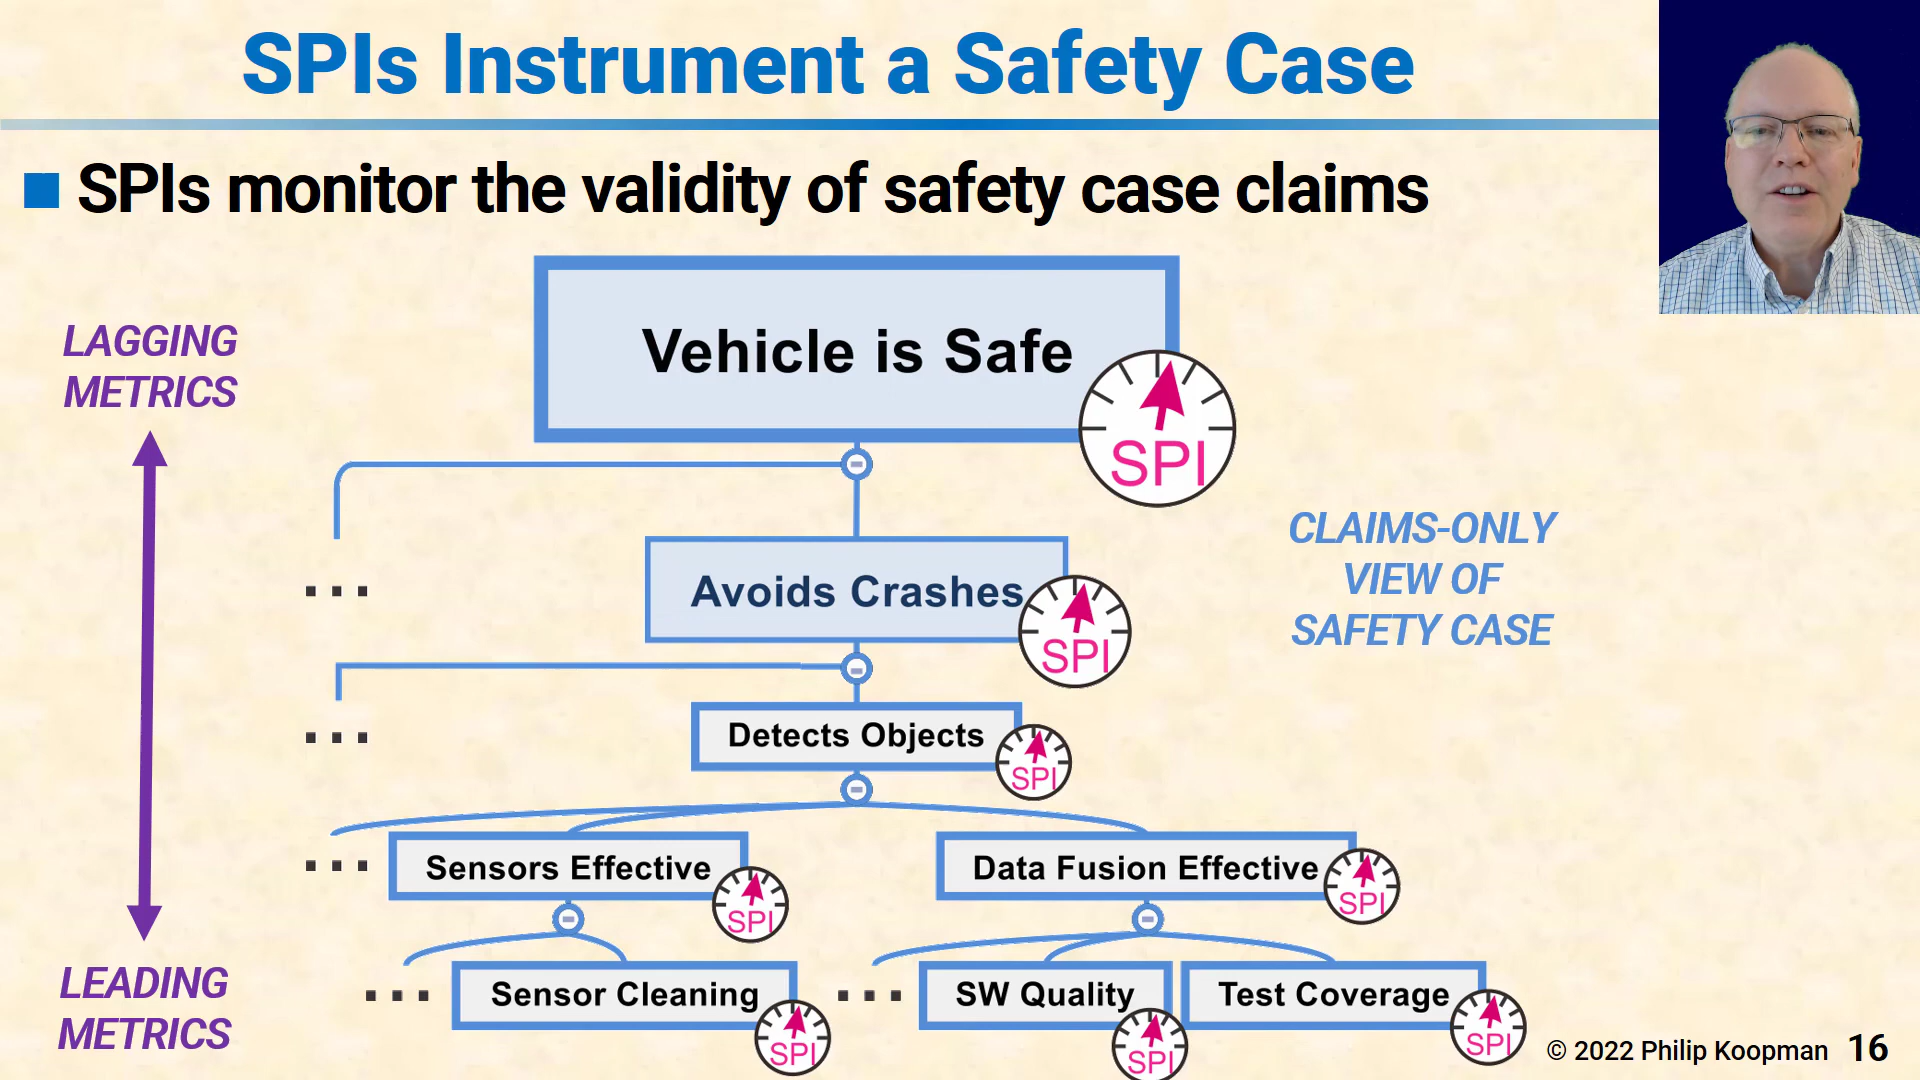 SPIs Instrument a Safety Case
SPIs monitor the validity of safety case claims
LAGGING
METRICS
Vehicle is Safe
SPI
CLAIMS-ONLY
VIEW OF
SAFETY CASE
...
Avoids Crashes
SPI
...
Detects Objects
SPI
...
Sensors Effective
SPI
Data Fusion Effective
SPI
LEADING
METRICS
...
Sensor Cleaning
SPI
...
SW Quality
SPI
Test Coverage
SPI
© 2022 Philip Koopman 16